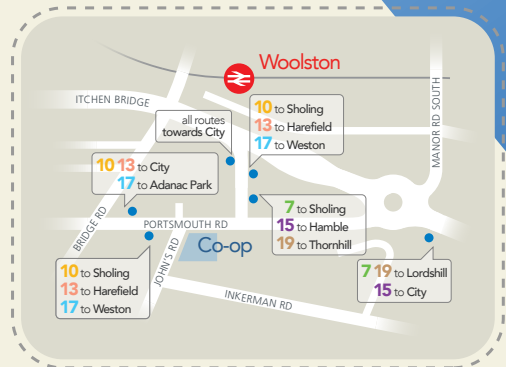 Woolston
ITCHEN BRIDGE
MANOR RD SOUTH
all routes
towards City
10 to Sholing
13 to Harefield
17 to Weston
10 13 to City
17 to Adanac Park
7 to Sholing
15 to Hamble
19 to Thornhill
BRIDGE RD
PORTSMOUTH RD
JOHN'S RD
Co-op
7 19 to Lordshill
15 to City
10 to Sholing
13 to Harefield
17 to Weston
INKERMAN RD